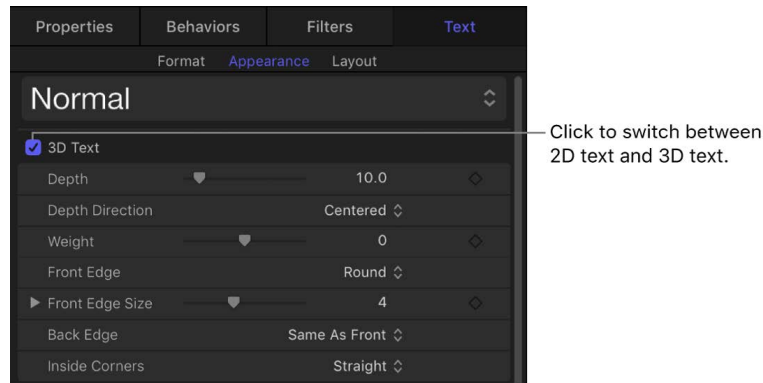 Properties Behaviors Filters Text
Format Appearance Layout
Normal
3D Text
Click to switch between
2D text and 3D text.
Depth 10.0
Depth Direction Centered
Weight 0
Front Edge Round
Front Edge Size 4
Back Edge Same As Front
Inside Corners Straight